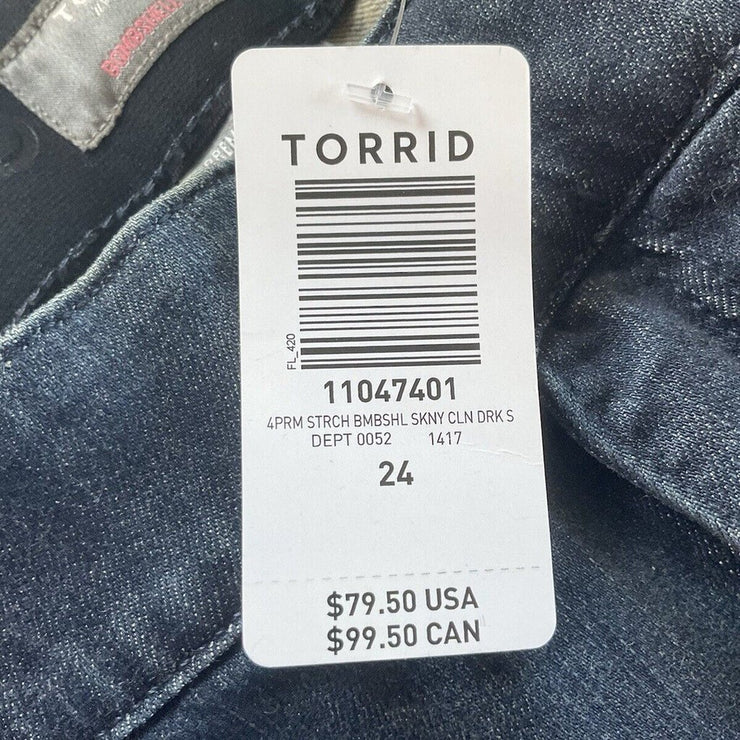 TORRID
FL_420
11047401
4PRM STRCH BMBSHL SKNY CLN DRK S
DEPT 0052 1417
24
$79.50 USA
$99.50 CAN